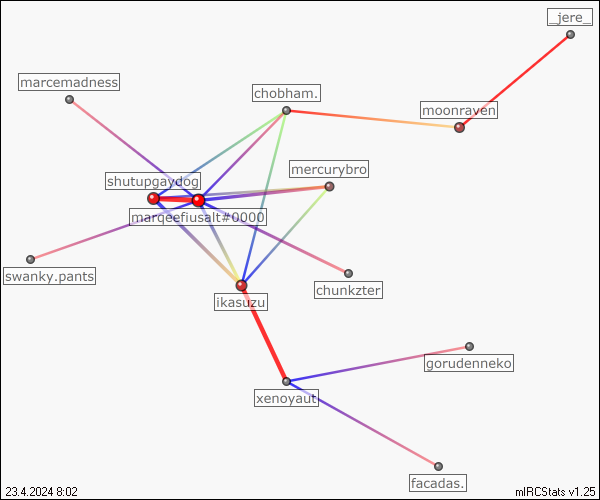 _jere_
marcemadness
chobham.
moonraven
mercurybro
shutupgaydog
marqeefiusalt#0000
swanky.pants
chunkzter
ikasuzu
gorudenneko
xenoyaut
facadas.
23.4.2024 8:02
mIRCStats v1.25